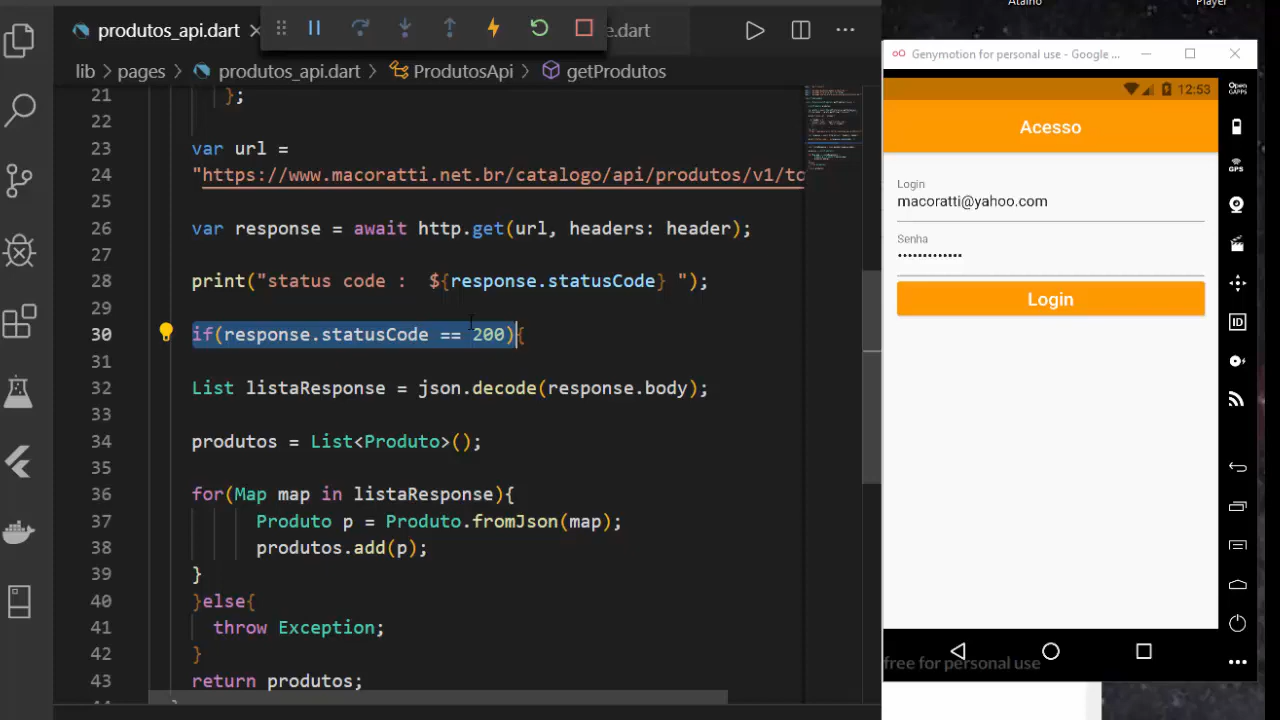 produtos_api.dart
e.dart
lib > pages > produtos_api.dart > ProdutosApi > getProdutos
21 };
22
23 var url =
24 "https://www.macoratti.net.br/catalogo/api/produtos/v1/to
25
26 var response = await http.get(url, headers: header);
27
28 print("status code :  ${response.statusCode} ");
29
30 if(response.statusCode == 200){
31
32 List listaResponse = json.decode(response.body);
33
34 produtos = List<Produto>();
35
36 for(Map map in listaResponse){
37 Produto p = Produto.fromJson(map);
38 produtos.add(p);
39 }
40 }else{
41 throw Exception;
42 }
43 return produtos;
Atalho
Player
Genymotion for personal use - Google ...
12:53
Acesso
Login
macoratti@yahoo.com
Senha
•••••••••••••
Login
free for personal use
Open
GAPPS
GPS
ID